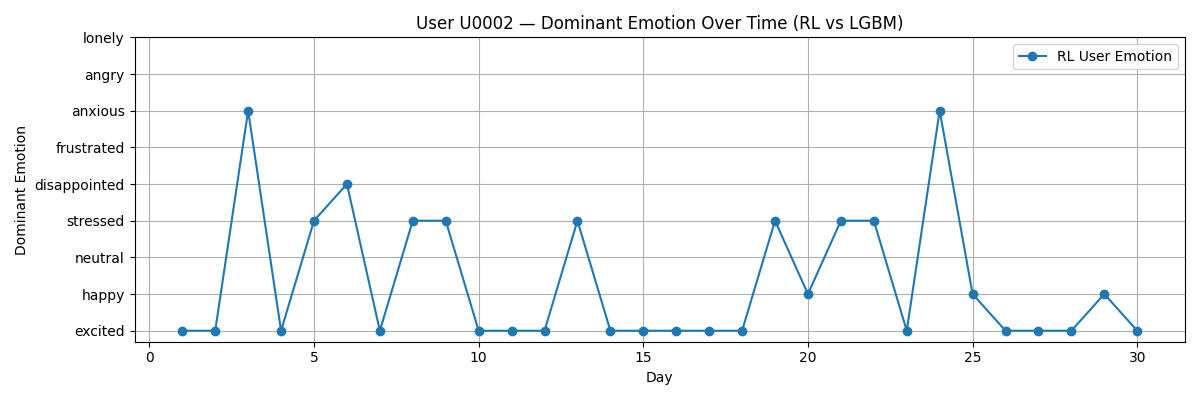 User U0002 — Dominant Emotion Over Time (RL vs LGBM)
RL User Emotion
Dominant Emotion
lonely
angry
anxious
frustrated
disappointed
stressed
neutral
happy
excited
0 5 10 15 20 25 30
Day